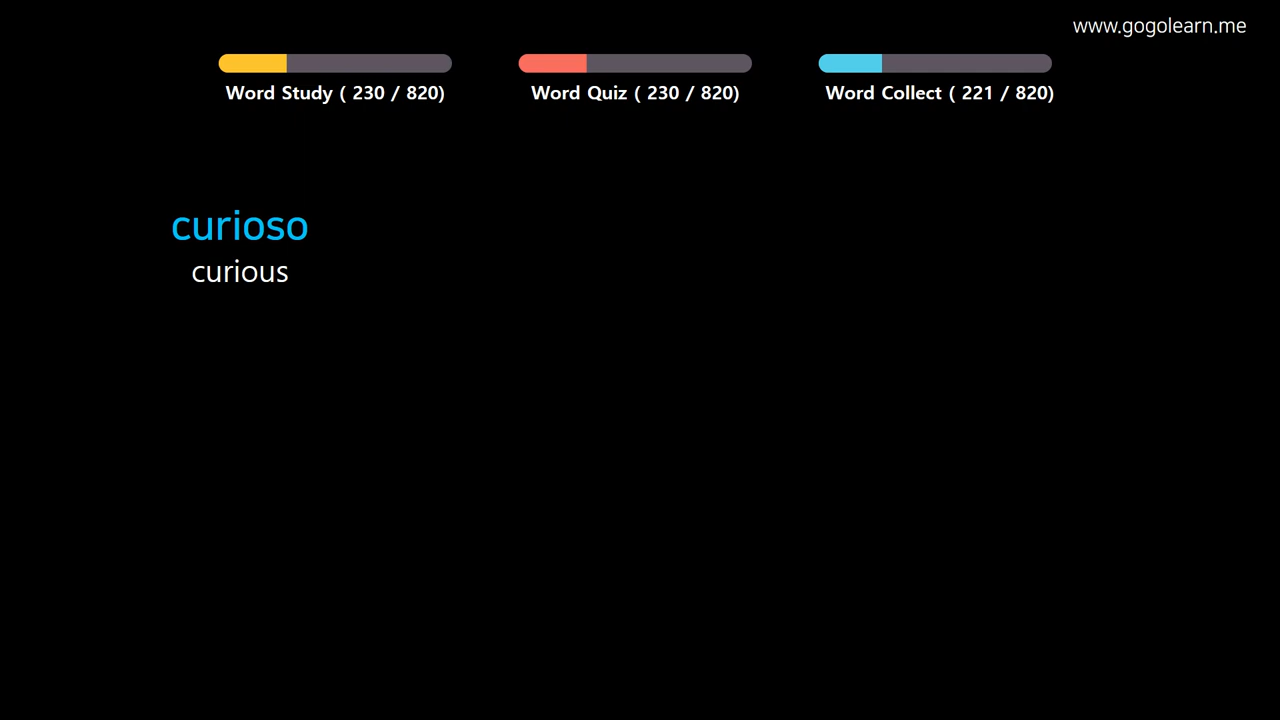 www.gogolearn.me
Word Study ( 230 / 820)
Word Quiz ( 230 / 820)
Word Collect ( 221 / 820)
curioso
curious